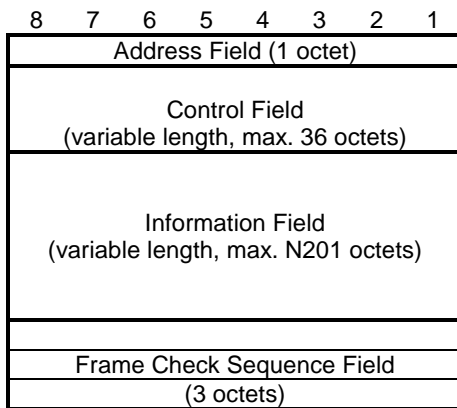 8 7 6 5 4 3 2 1
Address Field (1 octet)
Control Field
(variable length, max. 36 octets)
Information Field
(variable length, max. N201 octets)
Frame Check Sequence Field
(3 octets)